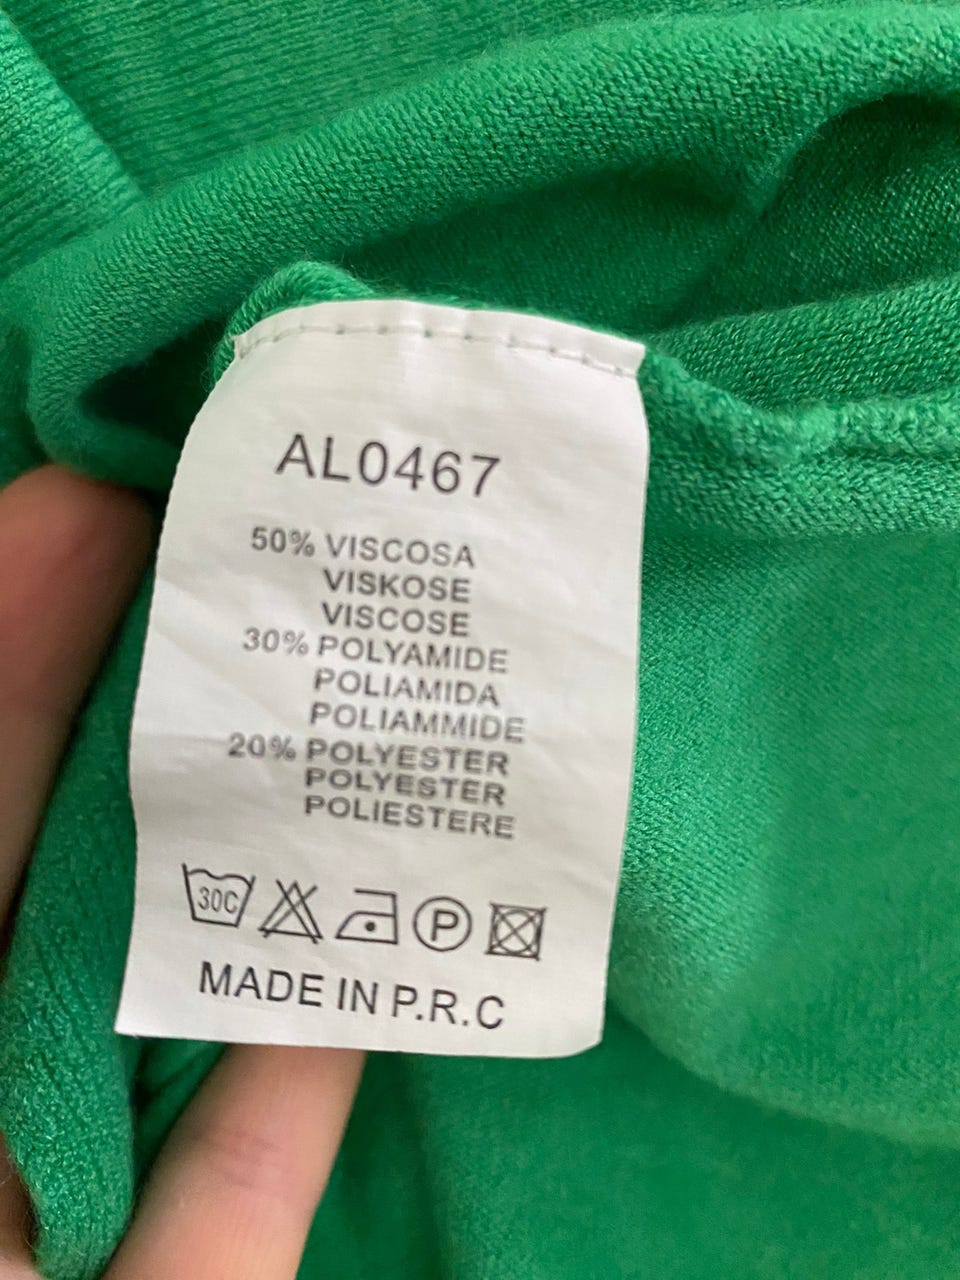 AL0467
50% VISCOSA
VISKOSE
VISCOSE
30% POLYAMIDE
POLIAMIDA
POLIAMMIDE
20% POLYESTER
POLYESTER
POLIESTERE
30C P
MADE IN P.R.C